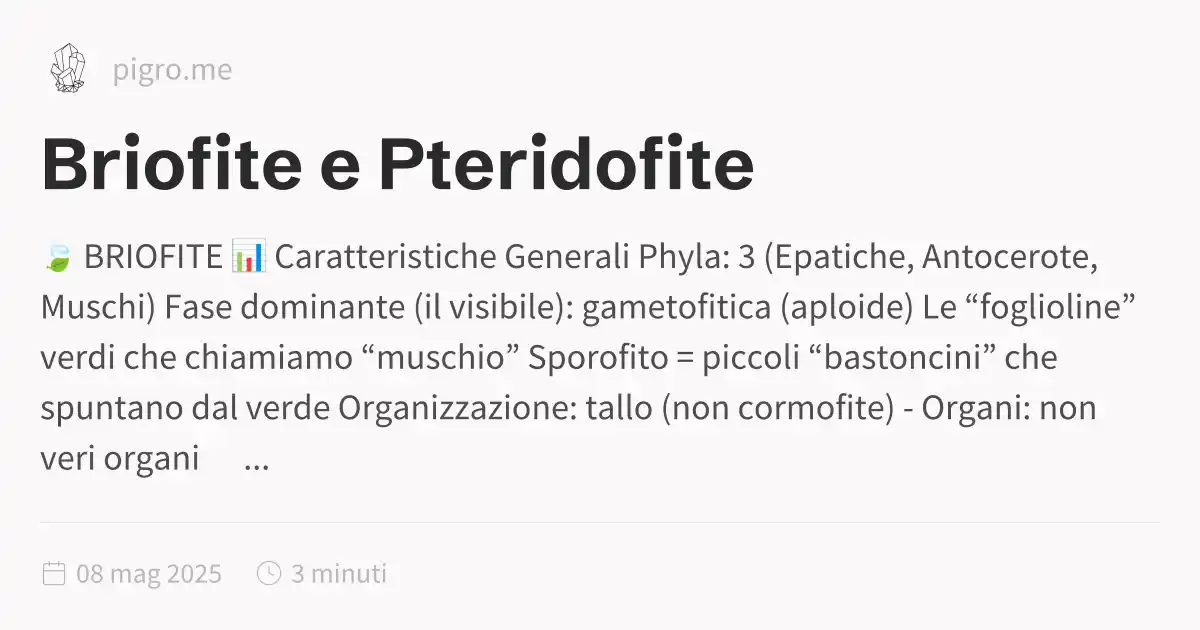 pigro.me
Briofite e Pteridofite
🍃 BRIOFITE 📊 Caratteristiche Generali Phyla: 3 (Epatiche, Antocerote,
Muschi) Fase dominante (il visibile): gametofitica (aploide) Le “foglioline”
verdi che chiamiamo “muschio” Sporofito = piccoli “bastoncini” che
spuntano dal verde Organizzazione: tallo (non cormofite) - Organi: non
veri organi ...
08 mag 2025 3 minuti